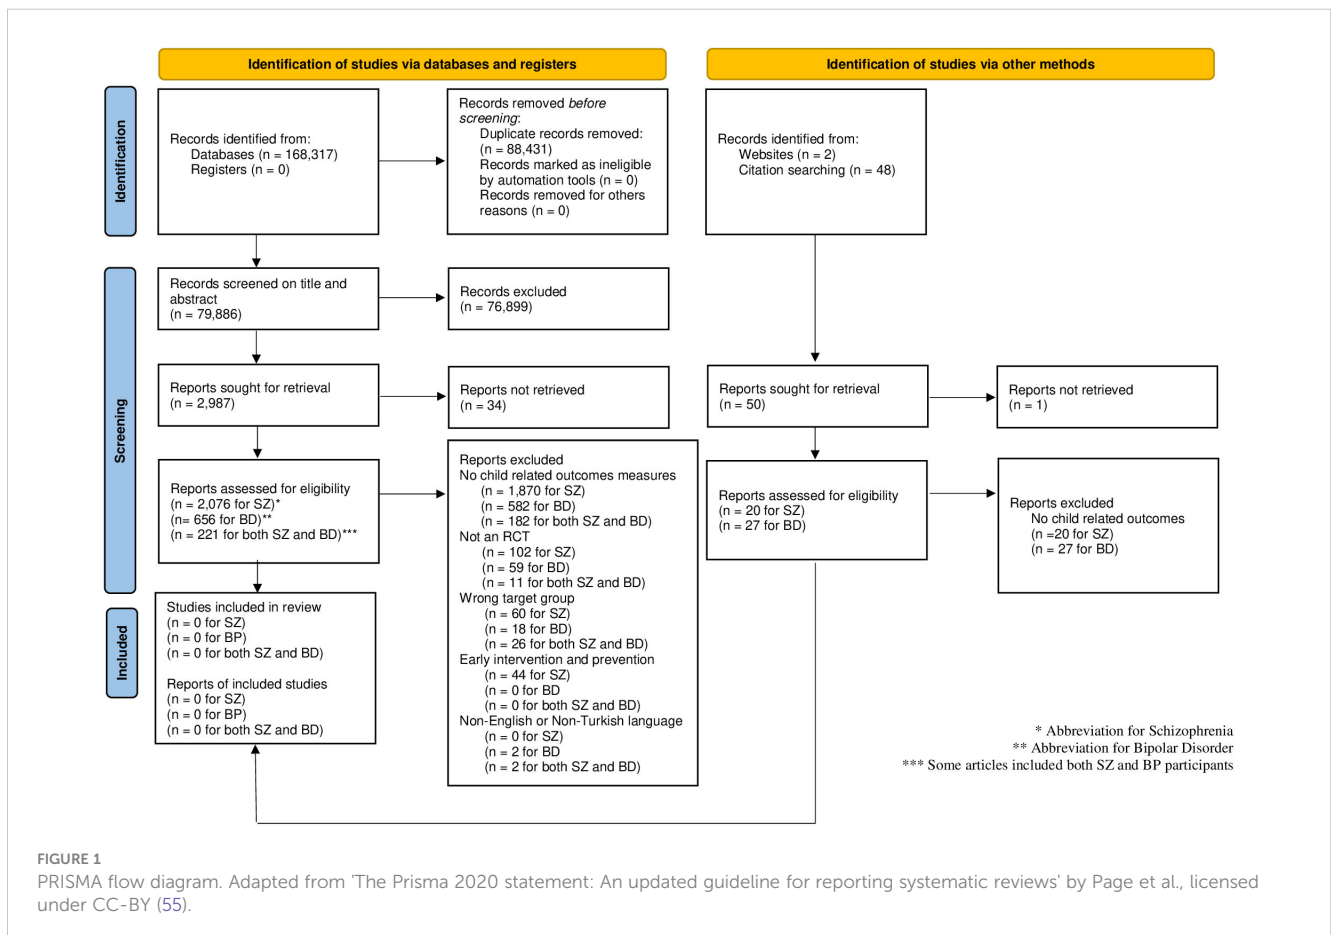 Identification of studies via databases and registers
Identification of studies via other methods
Identification
Records identified from:
Databases (n = 168,317)
Registers (n = 0)
Records removed before
screening:
Duplicate records removed:
(n = 88,431)
Records marked as ineligible
by automation tools (n = 0)
Records removed for others
reasons (n = 0)
Records identified from:
Websites (n = 2)
Citation searching (n = 48)
Screening
Records screened on title and
abstract
(n = 79,886)
Records excluded
(n = 76,899)
Reports sought for retrieval
(n = 2,987)
Reports not retrieved
(n = 34)
Reports sought for retrieval
(n = 50)
Reports not retrieved
(n = 1)
Reports assessed for eligibility
(n = 2,076 for SZ)*
(n= 656 for BD)**
(n = 221 for both SZ and BD)***
Reports excluded
No child related outcomes measures
(n = 1,870 for SZ)
(n = 582 for BD)
(n = 182 for both SZ and BD)
Not an RCT
(n = 102 for SZ)
(n = 59 for BD)
(n = 11 for both SZ and BD)
Wrong target group
(n = 60 for SZ)
(n = 18 for BD)
(n = 26 for both SZ and BD)
Early intervention and prevention
(n = 44 for SZ)
(n = 0 for BD
(n = 0 for both SZ and BD)
Non-English or Non-Turkish language
(n = 0 for SZ)
(n = 2 for BD
(n = 2 for both SZ and BD)
Reports assessed for eligibility
(n = 20 for SZ)
(n = 27 for BD)
Reports excluded
No child related outcomes
(n =20 for SZ)
(n = 27 for BD)
Included
Studies included in review
(n = 0 for SZ)
(n = 0 for BP)
(n = 0 for both SZ and BD)
Reports of included studies
(n = 0 for SZ)
(n = 0 for BP)
(n = 0 for both SZ and BD)
* Abbreviation for Schizophrenia
** Abbreviation for Bipolar Disorder
*** Some articles included both SZ and BP participants
FIGURE 1
PRISMA flow diagram. Adapted from 'The Prisma 2020 statement: An updated guideline for reporting systematic reviews' by Page et al., licensed
under CC-BY (55).